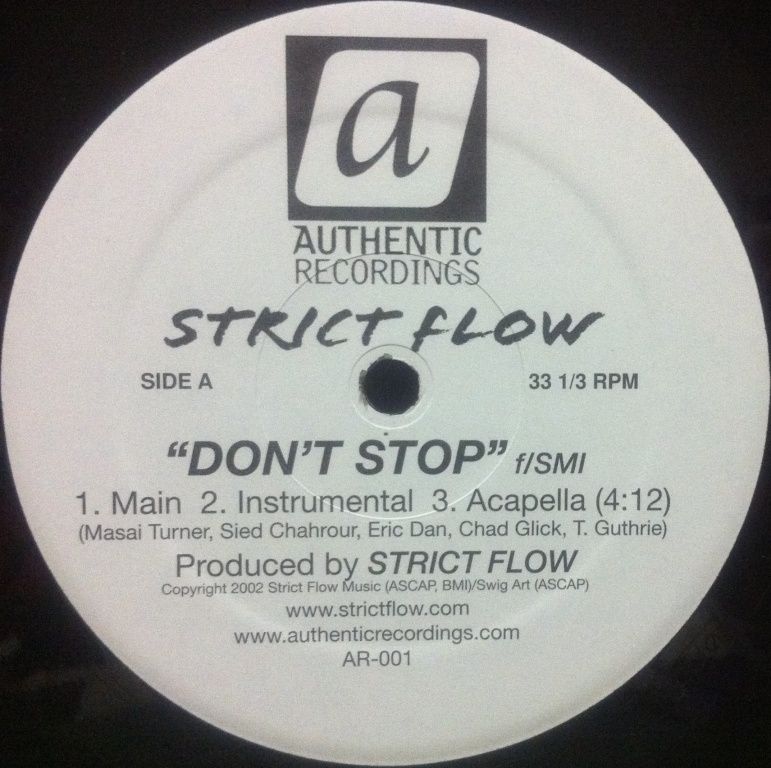 a
AUTHENTIC
RECORDINGS
STRICT FLOW
SIDE A 33 1/3 RPM
"DON'T STOP" f/SMI
1. Main 2. Instrumental 3. Acapella (4:12)
(Masai Turner, Sied Chahrour, Eric Dan, Chad Glick, T. Guthrie)
Produced by STRICT FLOW
Copyright 2002 Strict Flow Music (ASCAP, BMI)/Swig Art (ASCAP)
www.strictflow.com
www.authenticrecordings.com
AR-001